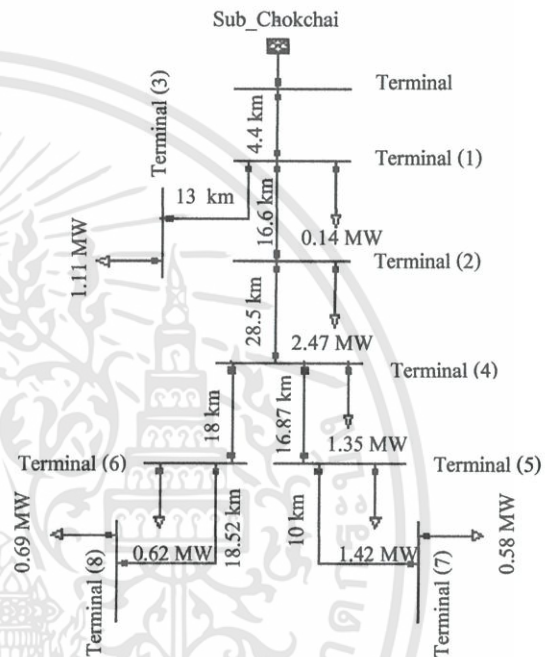 Sub_Chokchai
Terminal
4.4 km
Terminal (3)
Terminal (1)
13 km
16.6 km
0.14 MW
1.11 MW
Terminal (2)
28.5 km
2.47 MW
Terminal (4)
18 km
16.87 km
1.35 MW
Terminal (6)
Terminal (5)
0.69 MW
0.62 MW
18.52 km
10 km
1.42 MW
0.58 MW
Terminal (8)
Terminal (7)